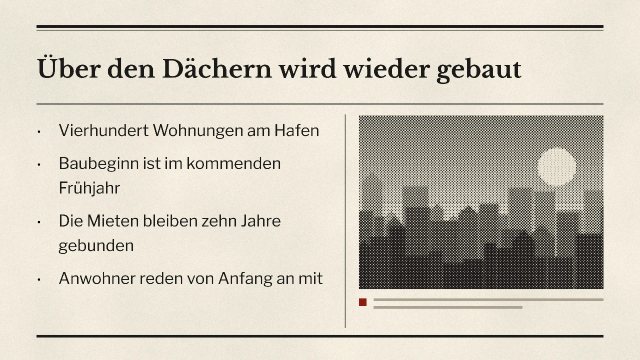 Über den Dächern wird wieder gebaut
· Vierhundert Wohnungen am Hafen
· Baubeginn ist im kommenden
Frühjahr
· Die Mieten bleiben zehn Jahre
gebunden
· Anwohner reden von Anfang an mit